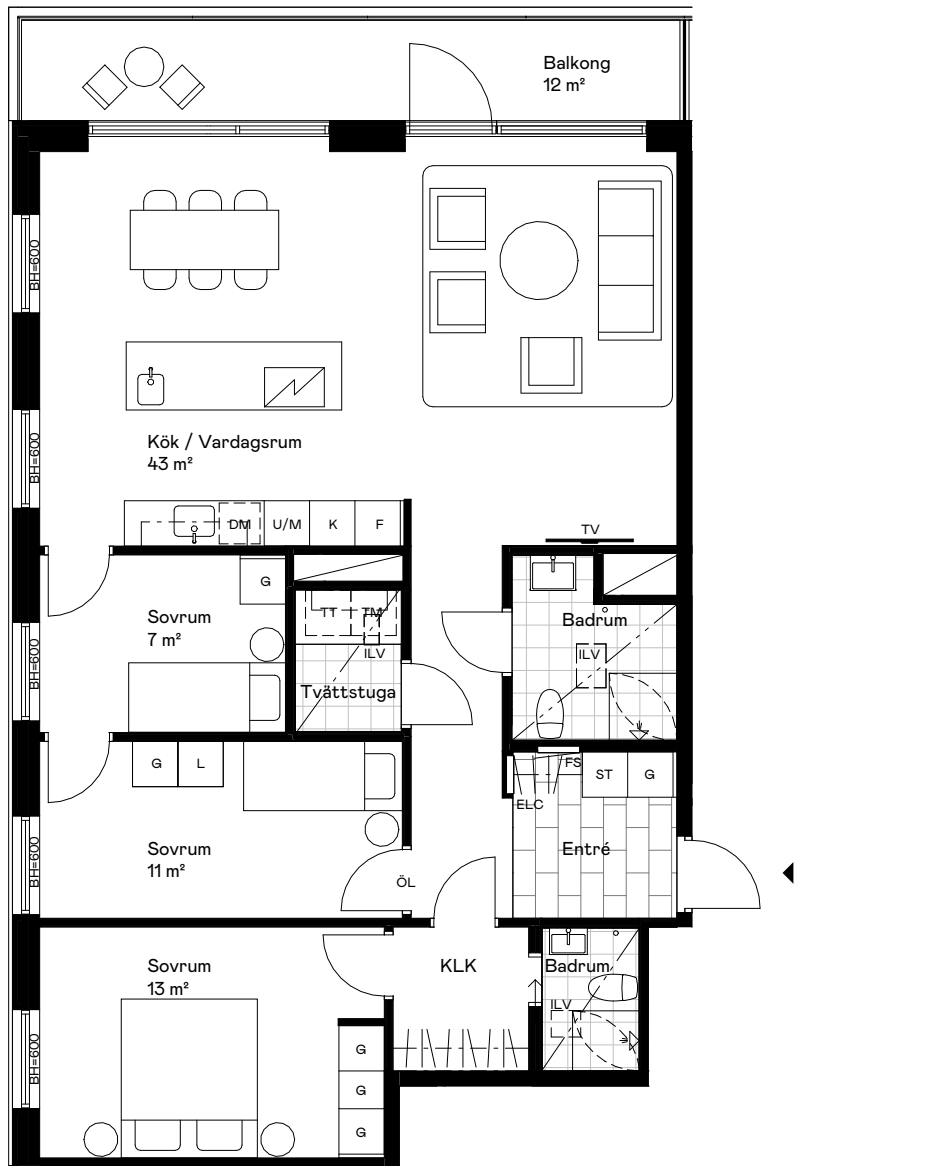 Balkong
12 m²
BH=600
BH=600
Kök / Vardagsrum
43 m²
DM
U/M
K
F
TV
G
Sovrum
7 m²
TT
TM
ILV
Tvättstuga
Badrum
ILV
BH=600
G
L
FS
ST
G
ELC
Sovrum
11 m²
Entré
BH=600
ÖL
Sovrum
13 m²
KLK
Badrum
ILV
BH=600
G
G
G